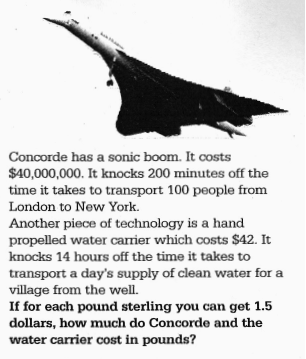 Concorde has a sonic boom. It costs
$40,000,000. It knocks 200 minutes off the
time it takes to transport 100 people from
London to New York.
Another piece of technology is a hand
propelled water carrier which costs $42. It
knocks 14 hours off the time it takes to
transport a day's supply of clean water for a
village from the well.
If for each pound sterling you can get 1.5
dollars, how much do Concorde and the
water carrier cost in pounds?